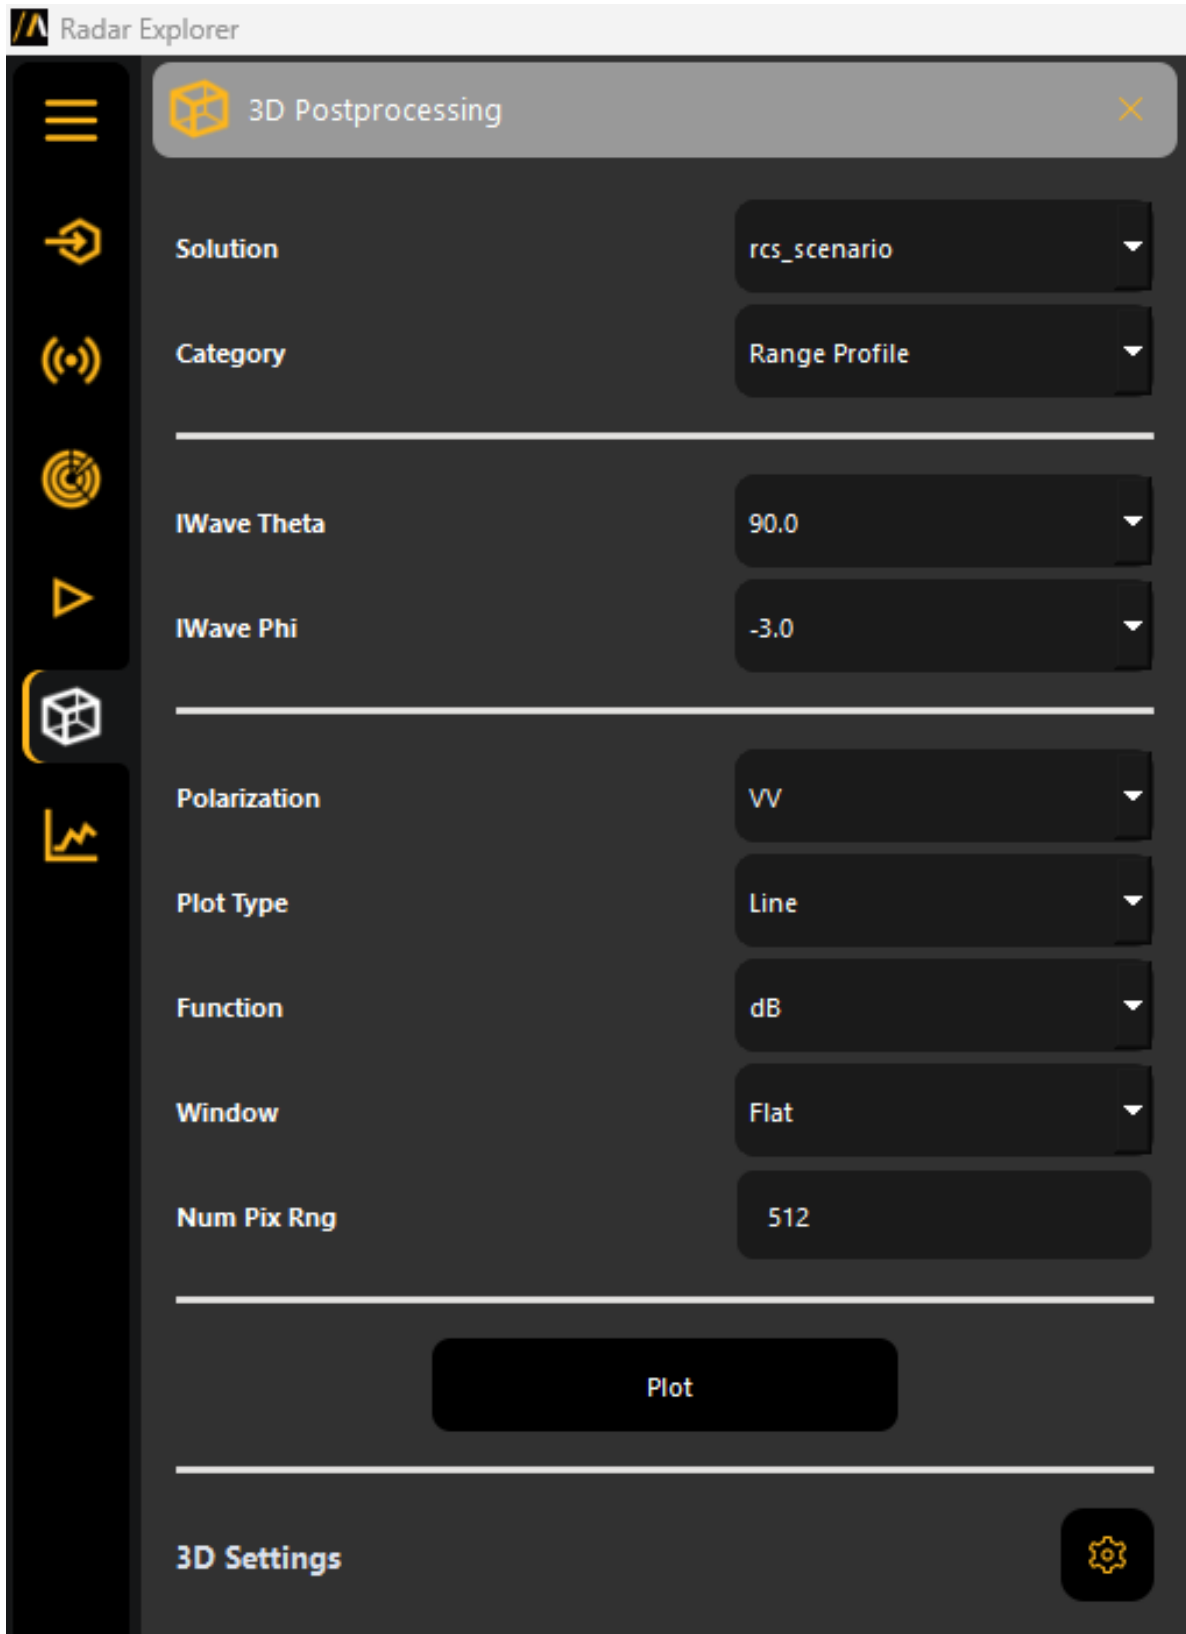 Radar Explorer
3D Postprocessing
Solution rcs_scenario
Category Range Profile
IWave Theta 90.0
IWave Phi -3.0
Polarization VV
Plot Type Line
Function dB
Window Flat
Num Pix Rng 512
Plot
3D Settings